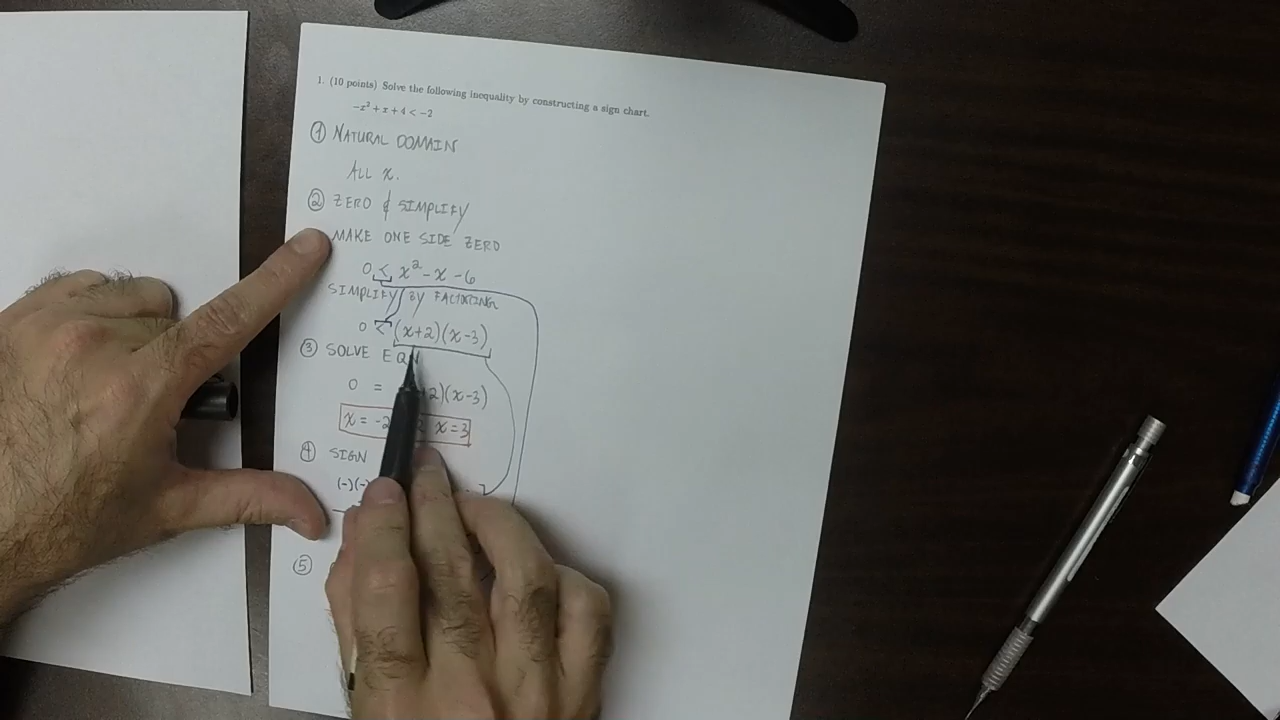 1. (10 points) Solve the following inequality by constructing a sign chart.
−x² + x + 4 < −2
① NATURAL DOMAIN
ALL x.
② ZERO & SIMPLIFY
MAKE ONE SIDE ZERO
0 < x² - x - 6
SIMPLIFY BY FACTORING
0 < (x+2)(x-3)
③ SOLVE EQN
0 = +2)(x-3)
x = -2 x=3
④ SIGN
(-)(-
⑤